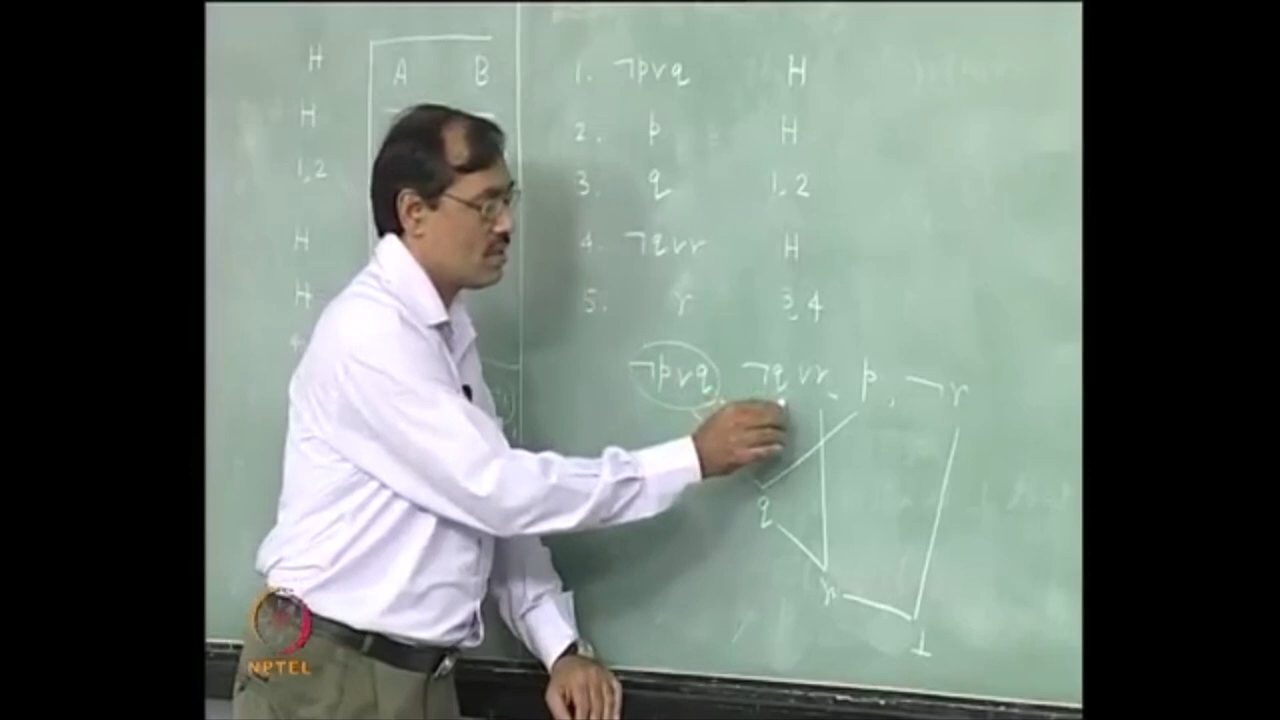 H
A B
H
1,2
H
H
1. ¬p∨q H
2. p H
3. q 1, 2
4. ¬q∨r H
5. r 3, 4
¬p∨q ¬q∨r, p, ¬r
q
r
⊥
NPTEL